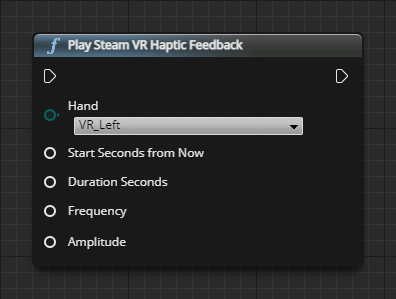 f Play Steam VR Haptic Feedback
Hand
VR_Left
Start Seconds from Now
Duration Seconds
Frequency
Amplitude